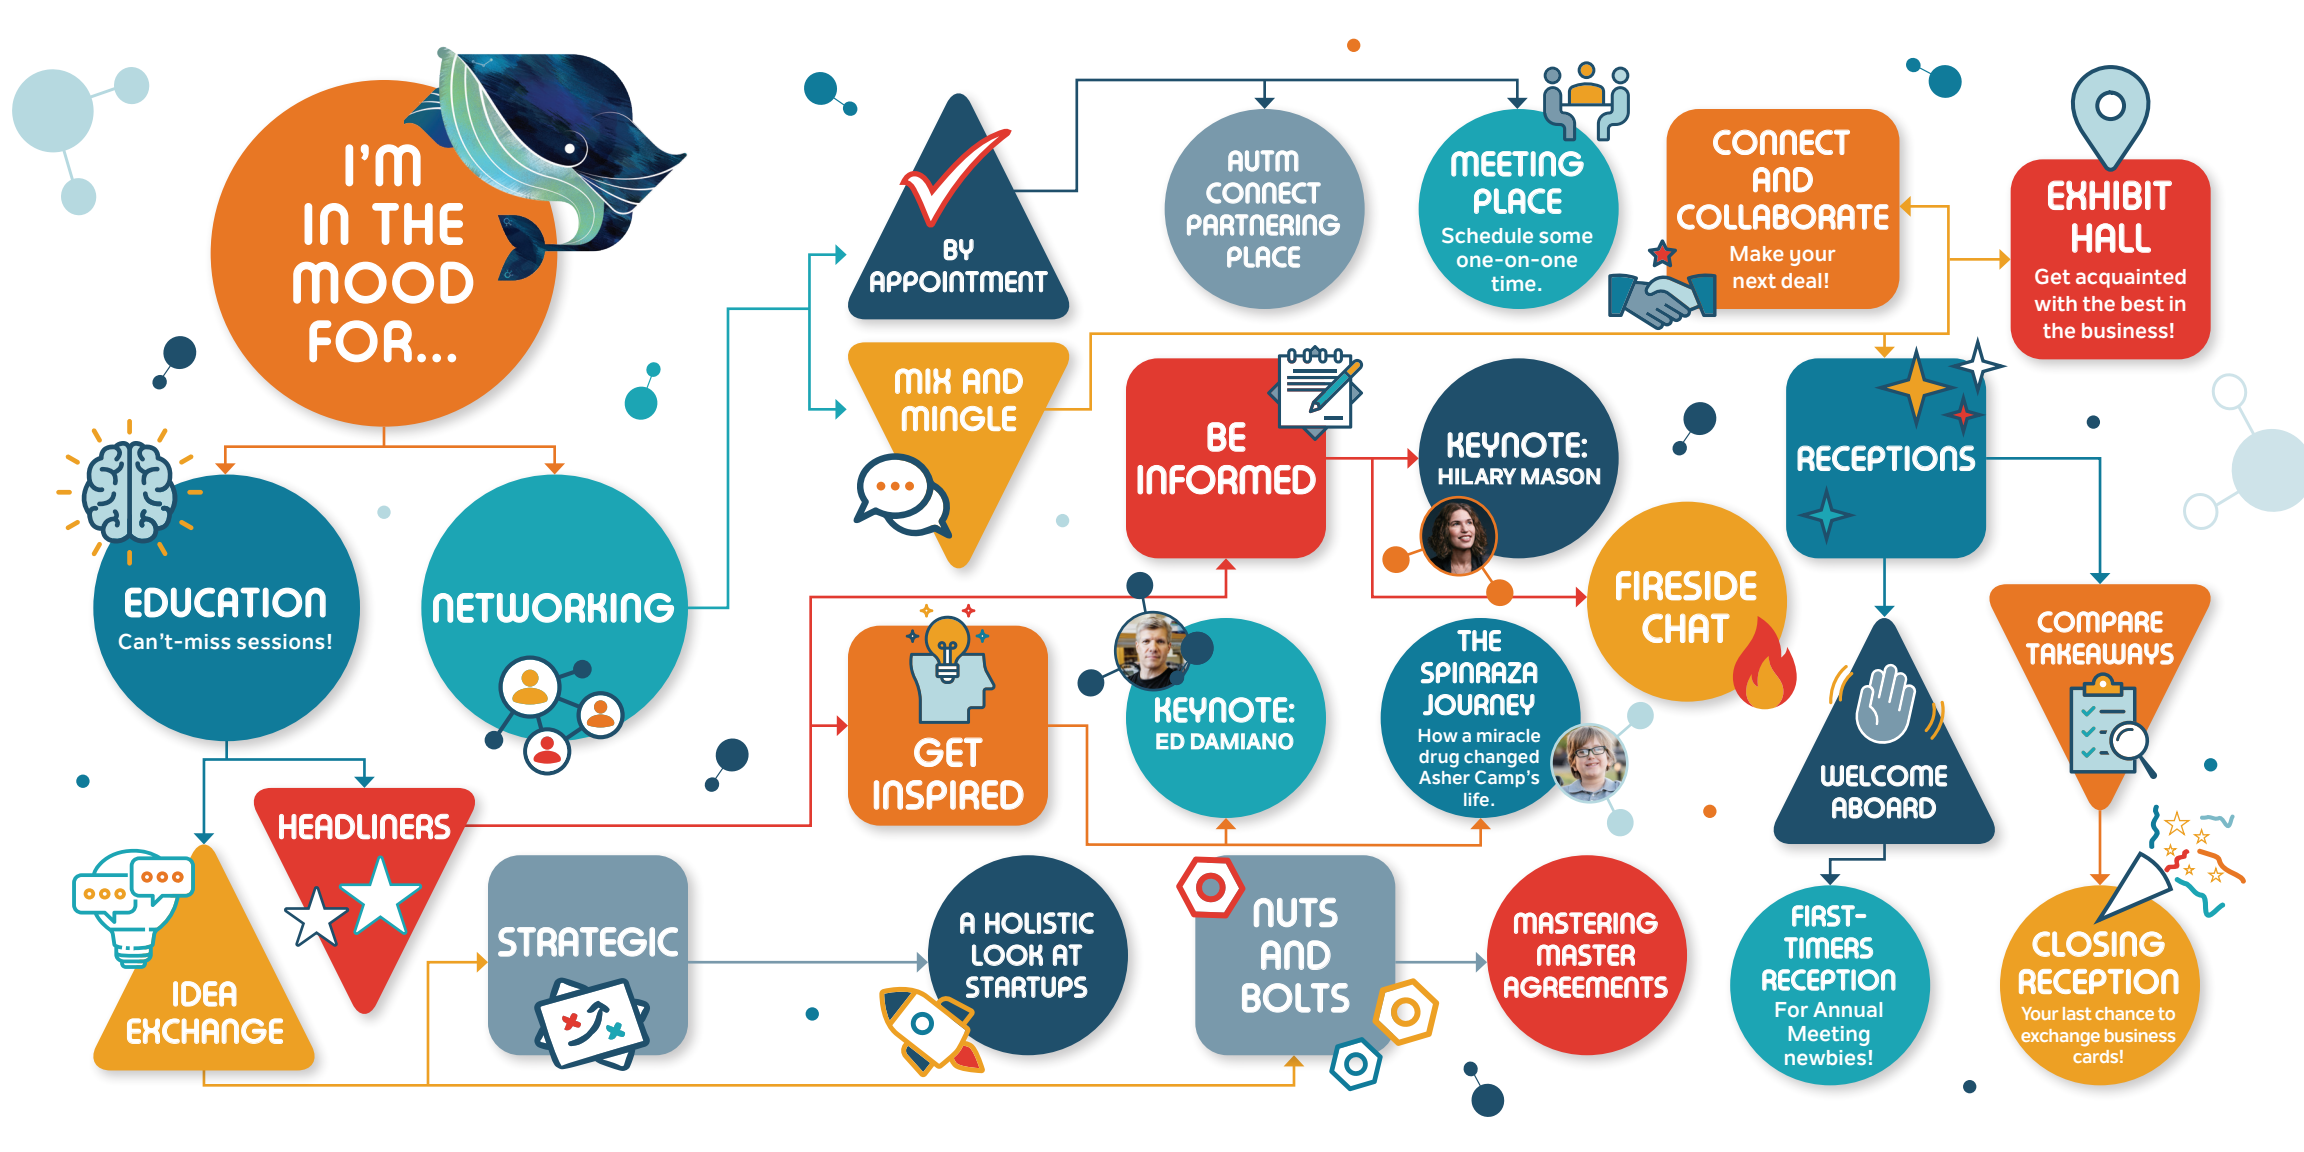 I'M
IN THE
MOOD
FOR...
EDUCATION
Can't-miss sessions!
NETWORKING
BY
APPOINTMENT
AUTM
CONNECT
PARTNERING
PLACE
MEETING
PLACE
Schedule some
one-on-one
time.
CONNECT
AND
COLLABORATE
Make your
next deal!
EXHIBIT
HALL
Get acquainted
with the best in
the business!
MIX AND
MINGLE
BE
INFORMED
KEYNOTE:
HILARY MASON
FIRESIDE
CHAT
RECEPTIONS
COMPARE
TAKEAWAYS
WELCOME
ABOARD
GET
INSPIRED
KEYNOTE:
ED DAMIANO
THE
SPINRAZA
JOURNEY
How a miracle
drug changed
Asher Camp's
life.
HEADLINERS
IDEA
EXCHANGE
STRATEGIC
A HOLISTIC
LOOK AT
STARTUPS
NUTS
AND
BOLTS
MASTERING
MASTER
AGREEMENTS
FIRST-
TIMERS
RECEPTION
For Annual
Meeting
newbies!
CLOSING
RECEPTION
Your last chance to
exchange business
cards!